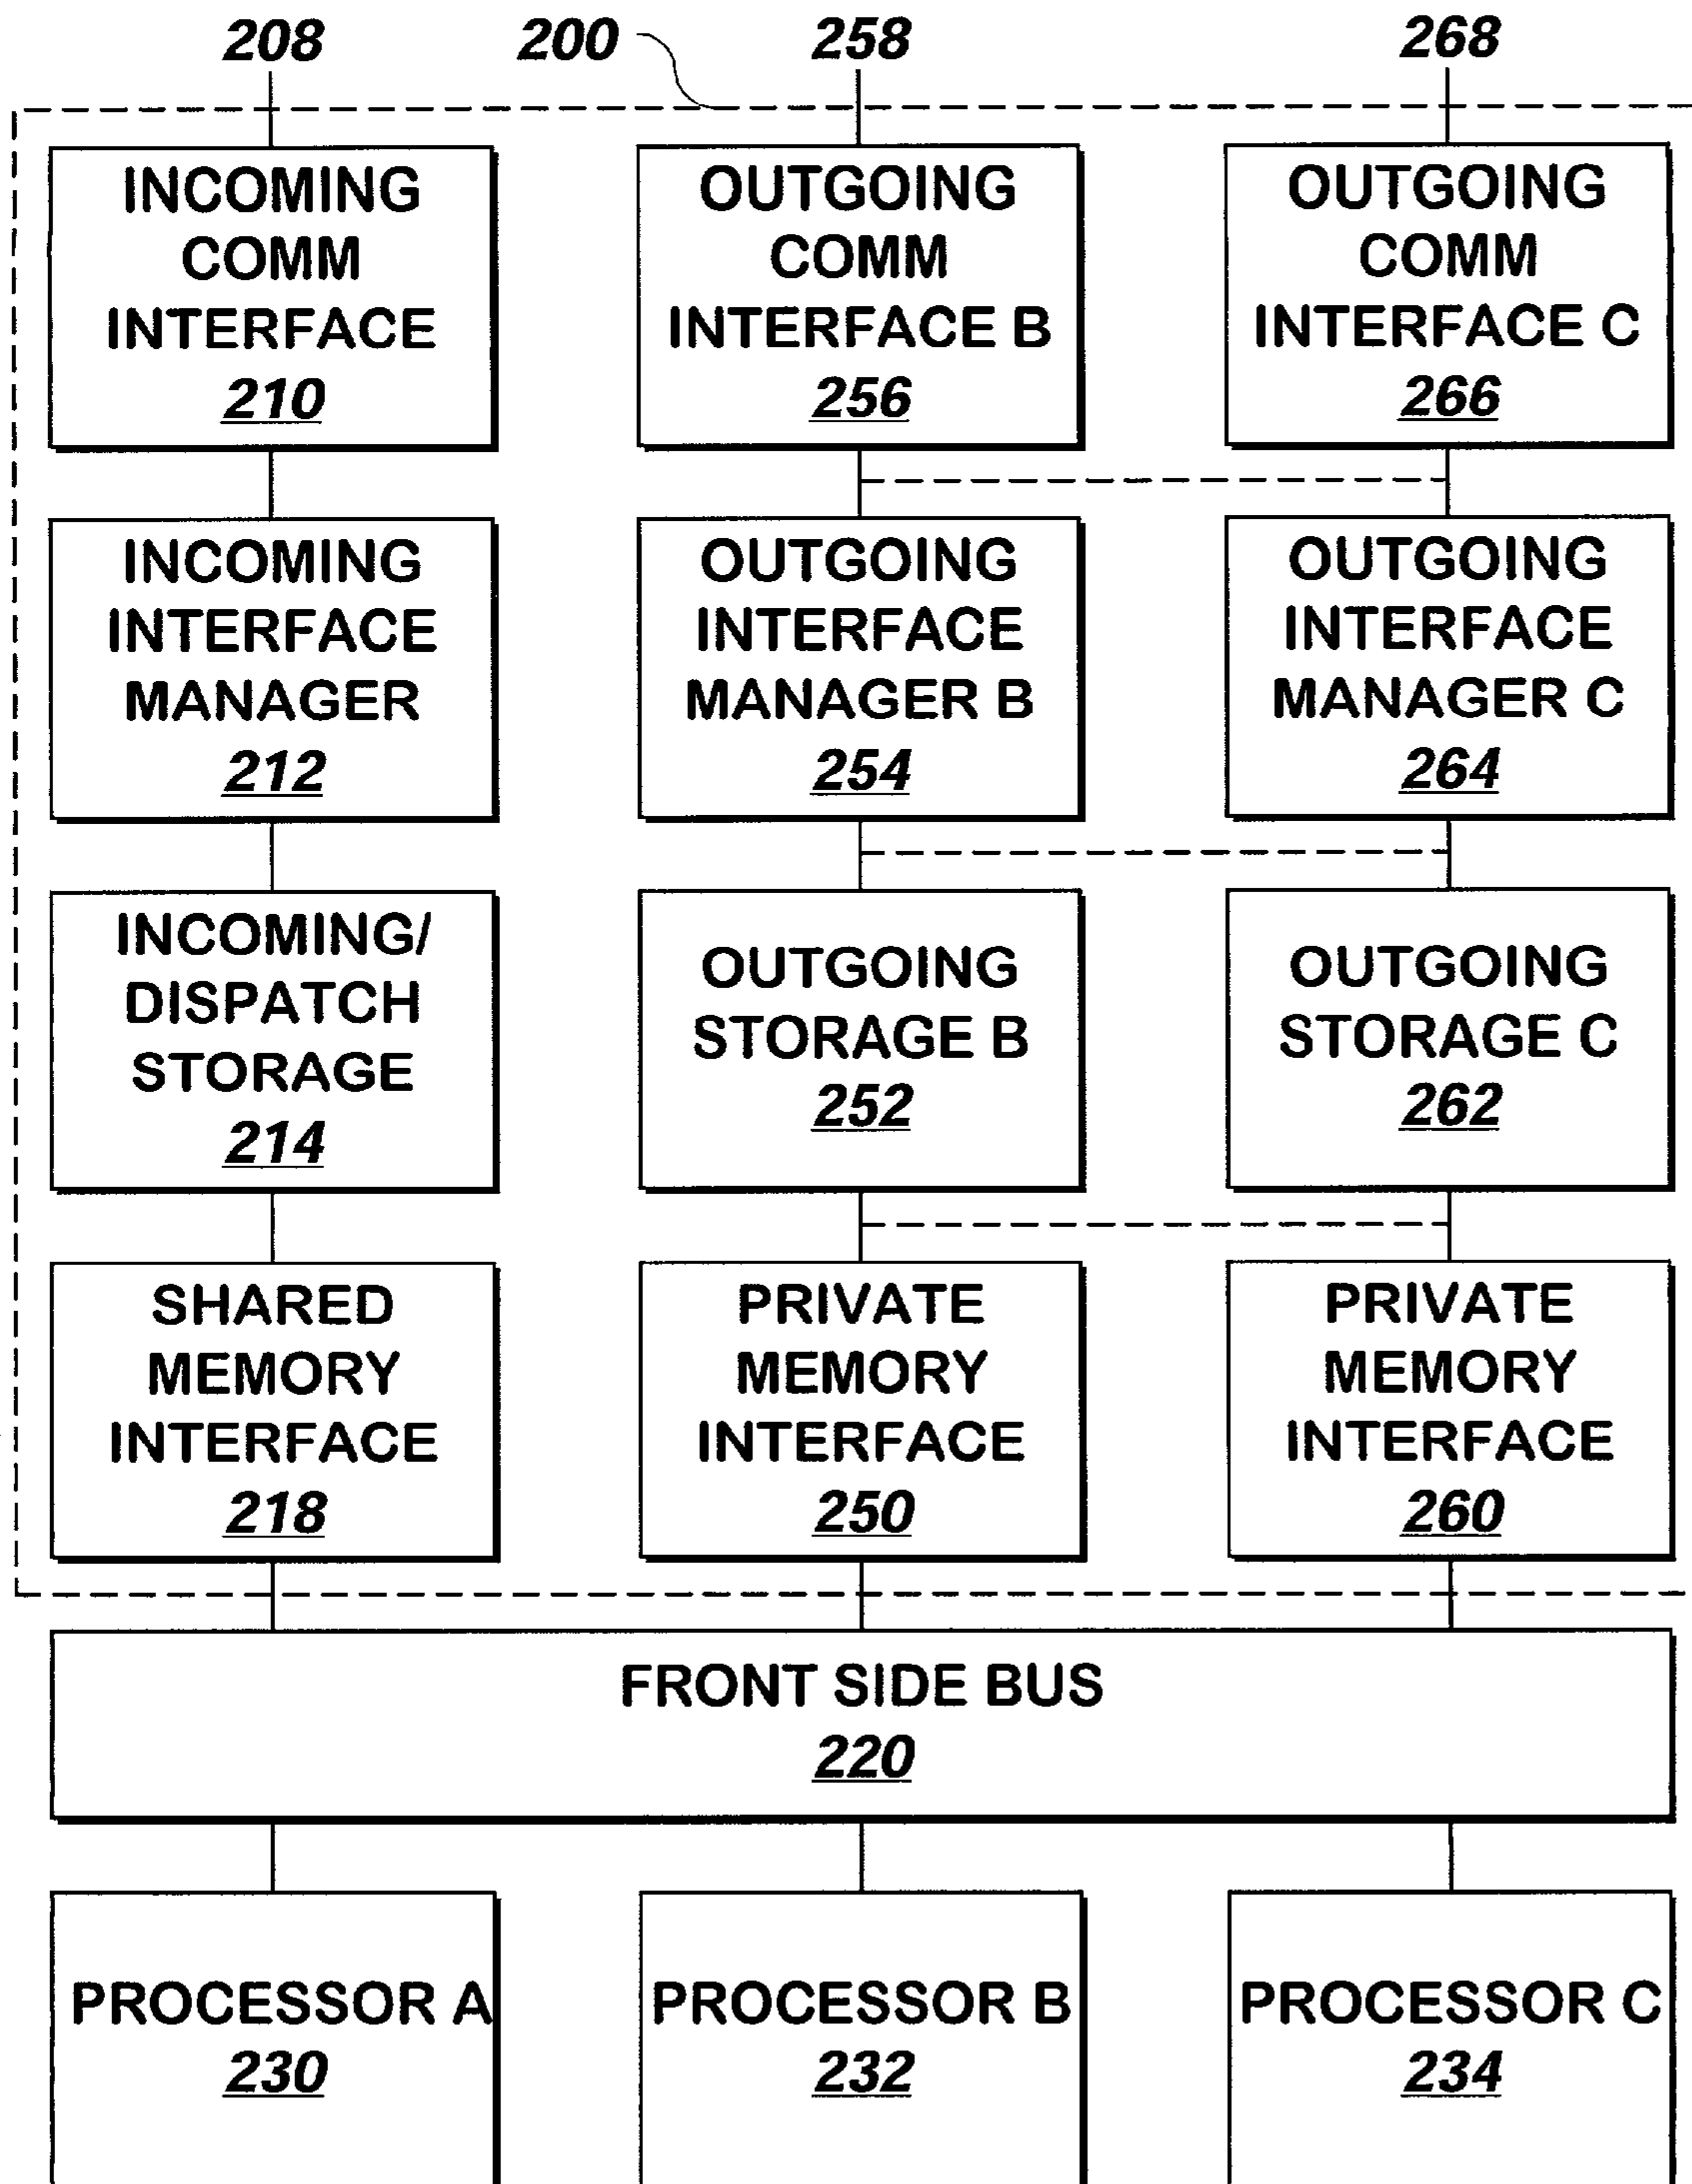 208
200
258
268
INCOMING
COMM
INTERFACE
210
OUTGOING
COMM
INTERFACE B
256
OUTGOING
COMM
INTERFACE C
266
INCOMING
INTERFACE
MANAGER
212
OUTGOING
INTERFACE
MANAGER B
254
OUTGOING
INTERFACE
MANAGER C
264
INCOMING/
DISPATCH
STORAGE
214
OUTGOING
STORAGE B
252
OUTGOING
STORAGE C
262
SHARED
MEMORY
INTERFACE
218
PRIVATE
MEMORY
INTERFACE
250
PRIVATE
MEMORY
INTERFACE
260
FRONT SIDE BUS
220
PROCESSOR A
230
PROCESSOR B
232
PROCESSOR C
234